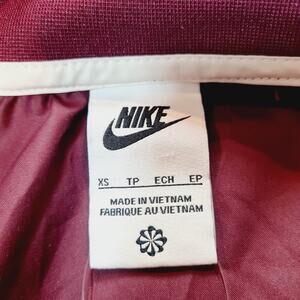 NIKE
XS TP ECH EP
MADE IN VIETNAM
FABRIQUE AU VIETNAM